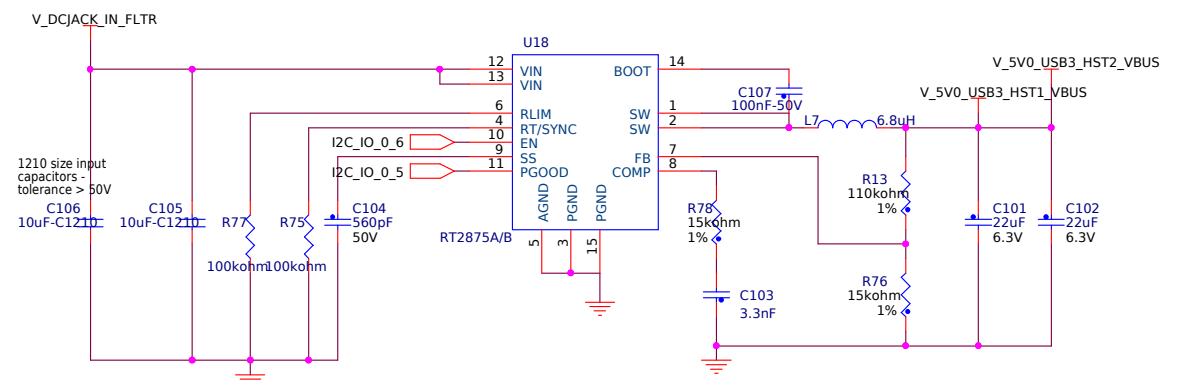 V_DCJACK_IN_FLTR
U18
V_5V0_USB3_HST2_VBUS
V_5V0_USB3_HST1_VBUS
12 VIN
13 VIN
BOOT 14
C107
100nF-50V
6 RLIM
4 RT/SYNC
I2C_IO_0_6
10 EN
9 SS
I2C_IO_0_5
11 PGOOD
SW 1
SW 2
L7 6.8uH
FB 7
COMP 8
AGND
PGND
PGND
5
3
15
RT2875A/B
1210 size input
capacitors -
tolerance > 50V
C106
10uF-C1210
C105
10uF-C1210
R77
100kohm
R75
100kohm
C104
560pF
50V
R78
15kohm
1%
C103
3.3nF
R13
110kohm
1%
R76
15kohm
1%
C101
22uF
6.3V
C102
22uF
6.3V